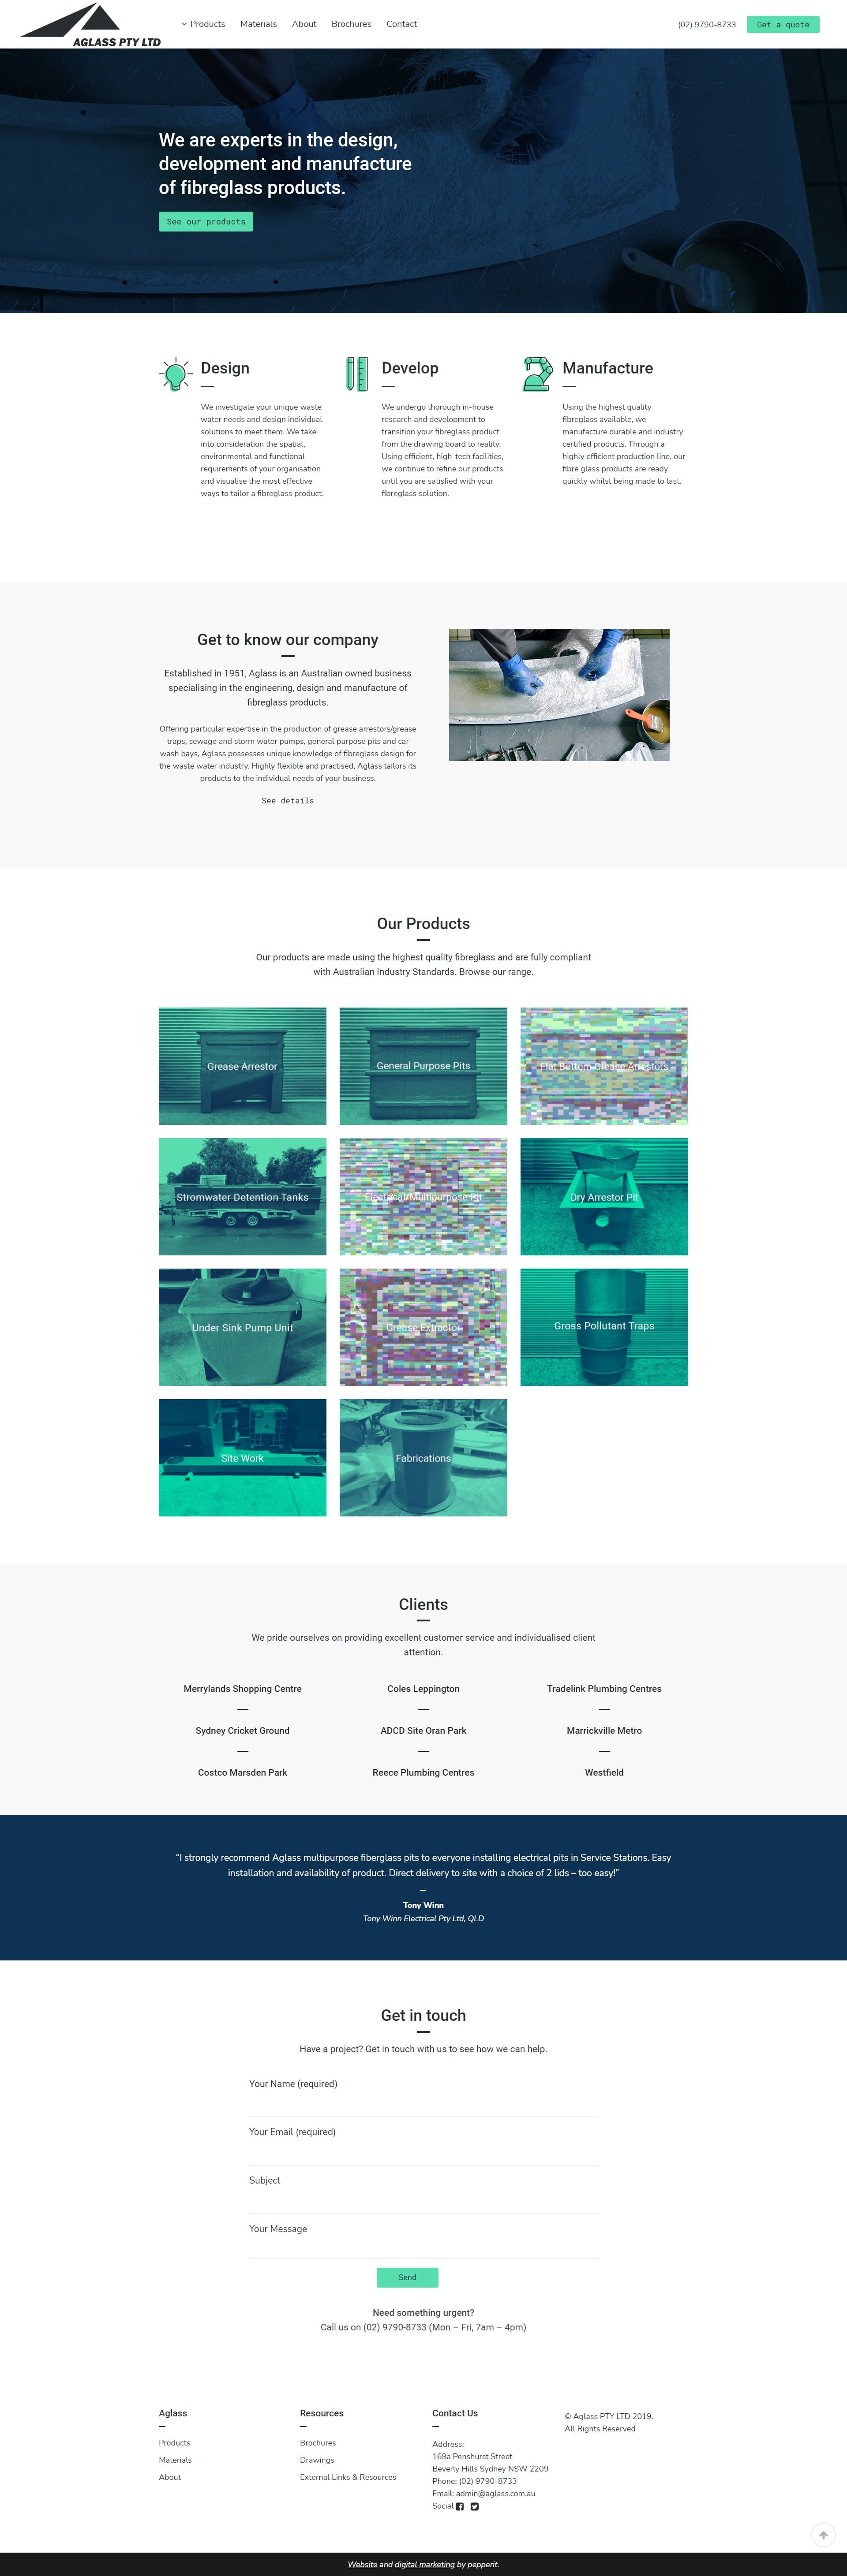 AGLASS PTY LTD
Products
Materials
About
Brochures
Contact
(02) 9790-8733
Get a quote
We are experts in the design,
development and manufacture
of fibreglass products.
See our products
Design
We investigate your unique waste
water needs and design individual
solutions to meet them. We take
into consideration the spatial,
environmental and functional
requirements of your organisation
and visualise the most effective
ways to tailor a fibreglass product.
Develop
We undergo thorough in-house
research and development to
transition your fibreglass product
from the drawing board to reality.
Using efficient, high-tech facilities,
we continue to refine our products
until you are satisfied with your
fibreglass solution.
Manufacture
Using the highest quality
fibreglass available, we
manufacture durable and industry
certified products. Through a
highly efficient production line, our
fibre glass products are ready
quickly whilst being made to last.
Get to know our company
Established in 1951, Aglass is an Australian owned business
specialising in the engineering, design and manufacture of
fibreglass products.
Offering particular expertise in the production of grease arrestors/grease
traps, sewage and storm water pumps, general purpose pits and car
wash bays, Aglass possesses unique knowledge of fibreglass design for
the waste water industry. Highly flexible and practised, Aglass tailors its
products to the individual needs of your business.
See details
Our Products
Our products are made using the highest quality fibreglass and are fully compliant
with Australian Industry Standards. Browse our range.
Grease Arrestor
General Purpose Pits
Flat Bottom Grease Arrestors
Stromwater Detention Tanks
Electrical/Multipurpose Pit
Dry Arrestor Pit
Under Sink Pump Unit
Grease Extractor
Gross Pollutant Traps
Site Work
Fabrications
Clients
We pride ourselves on providing excellent customer service and individualised client
attention.
Merrylands Shopping Centre
Coles Leppington
Tradelink Plumbing Centres
Sydney Cricket Ground
ADCD Site Oran Park
Marrickville Metro
Costco Marsden Park
Reece Plumbing Centres
Westfield
“I strongly recommend Aglass multipurpose fiberglass pits to everyone installing electrical pits in Service Stations. Easy
installation and availability of product. Direct delivery to site with a choice of 2 lids – too easy!”
Tony Winn
Tony Winn Electrical Pty Ltd, QLD
Get in touch
Have a project? Get in touch with us to see how we can help.
Your Name (required)
Your Email (required)
Subject
Your Message
Send
Need something urgent?
Call us on (02) 9790-8733 (Mon – Fri, 7am – 4pm)
Aglass
Products
Materials
About
Resources
Brochures
Drawings
External Links & Resources
Contact Us
Address:
169a Penshurst Street
Beverly Hills Sydney NSW 2209
Phone: (02) 9790-8733
Email: admin@aglass.com.au
Social
© Aglass PTY LTD 2019.
All Rights Reserved
Website and digital marketing by pepperit.